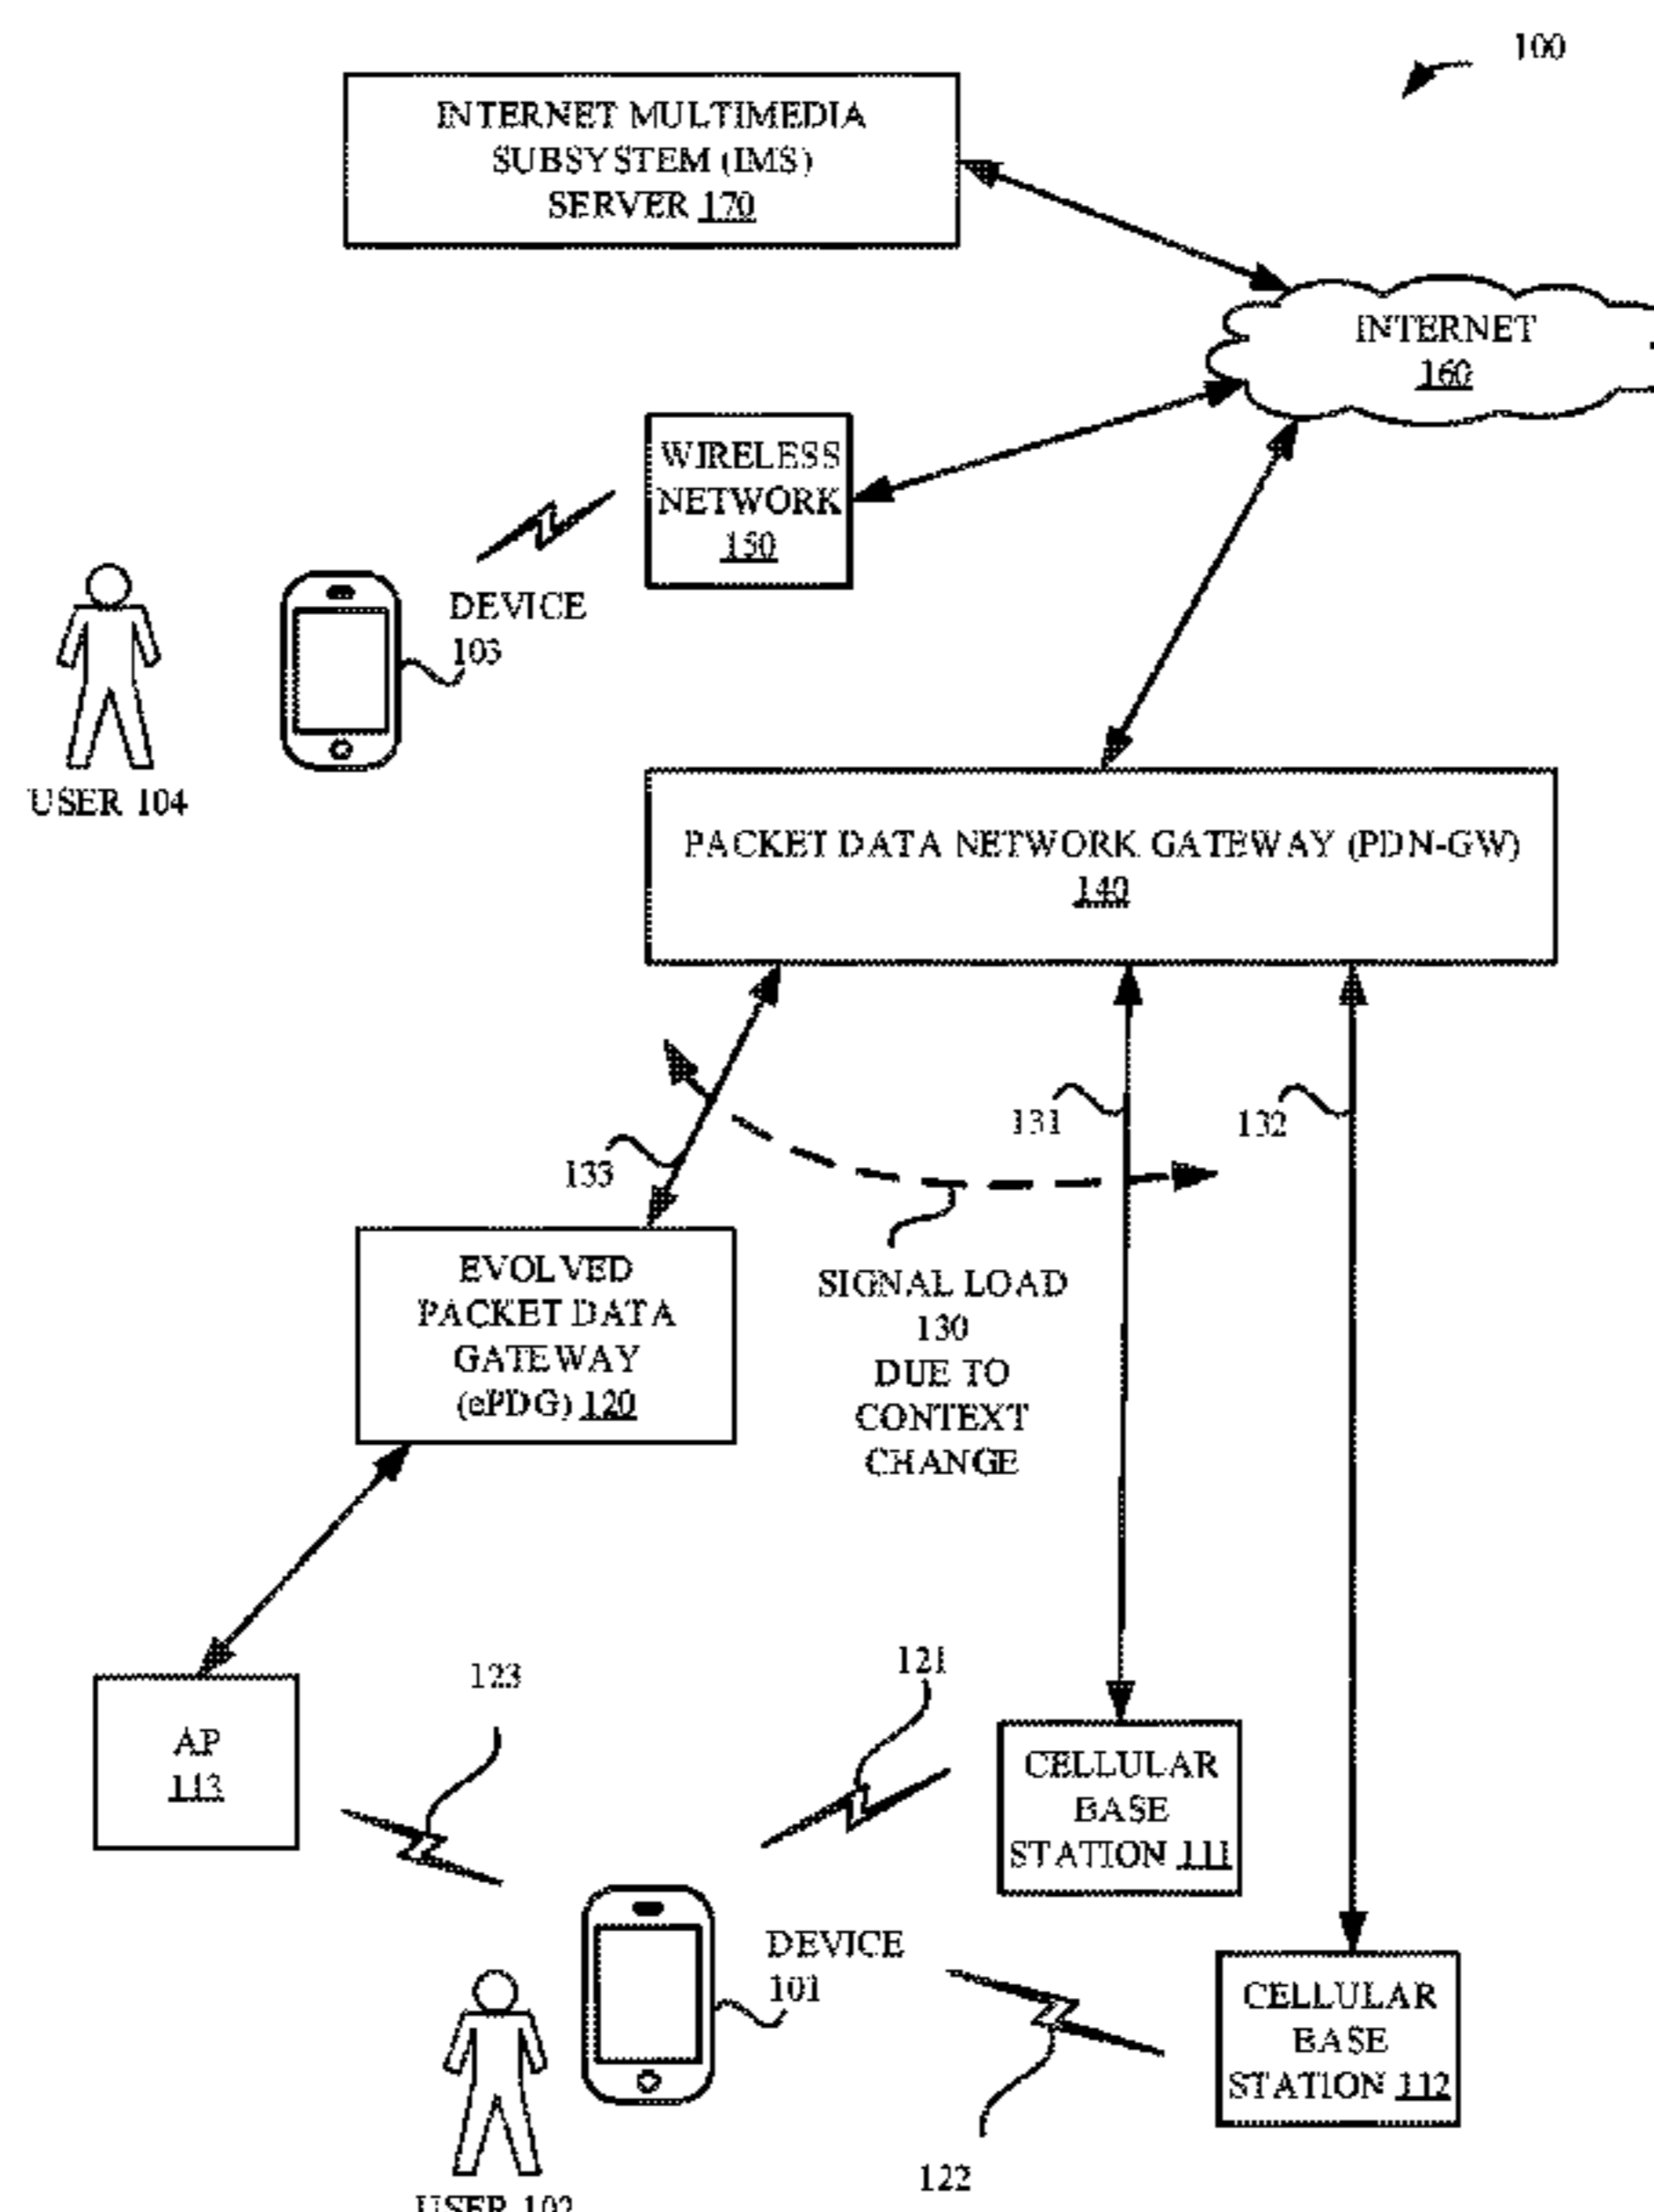 100
INTERNET MULTIMEDIA
SUBSYSTEM (IMS)
SERVER 170
INTERNET
160
WIRELESS
NETWORK
150
DEVICE
103
USER 104
PACKET DATA NETWORK GATEWAY (PDN-GW)
140
131
132
133
EVOLVED
PACKET DATA
GATEWAY
(ePDG) 120
SIGNAL LOAD
130
DUE TO
CONTEXT
CHANGE
123
121
AP
113
CELLULAR
BASE
STATION 111
DEVICE
101
CELLULAR
BASE
STATION 112
122
USER 102